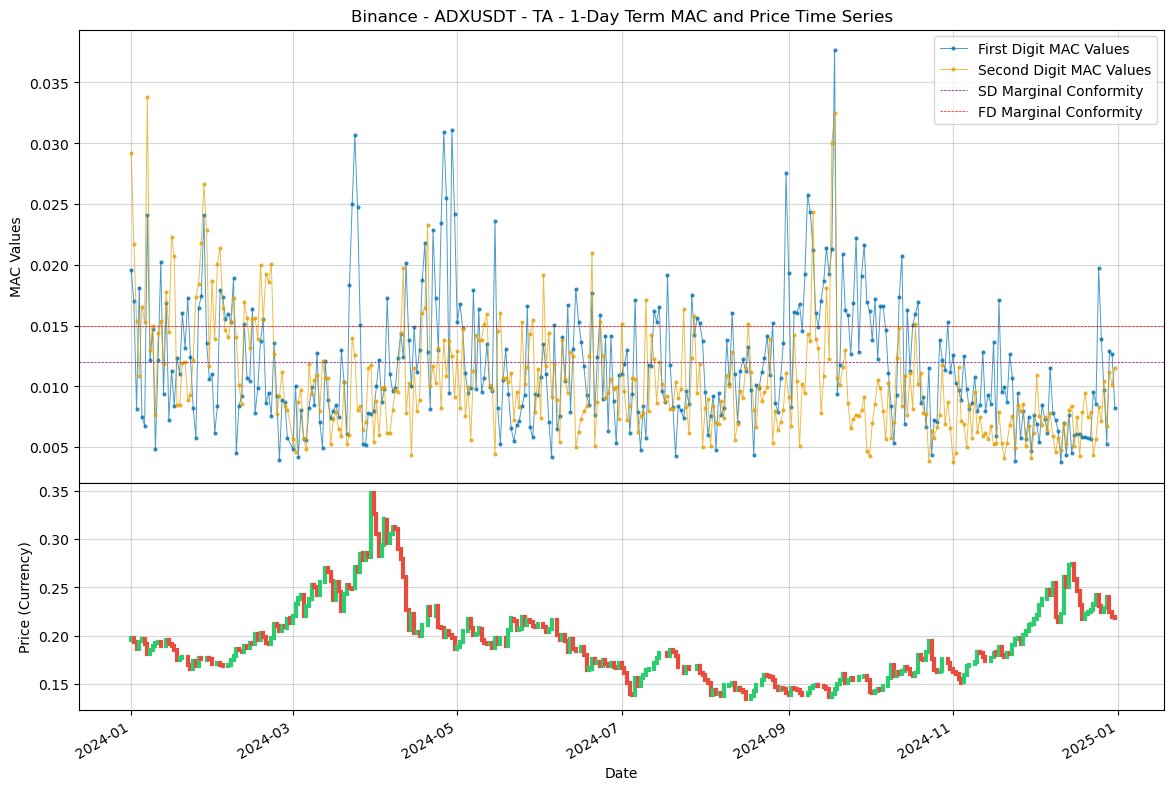 Binance - ADXUSDT - TA - 1-Day Term MAC and Price Time Series
First Digit MAC Values
Second Digit MAC Values
SD Marginal Conformity
FD Marginal Conformity
MAC Values
0.035
0.030
0.025
0.020
0.015
0.010
0.005
Price (Currency)
0.35
0.30
0.25
0.20
0.15
2024-01
2024-03
2024-05
2024-07
2024-09
2024-11
2025-01
Date